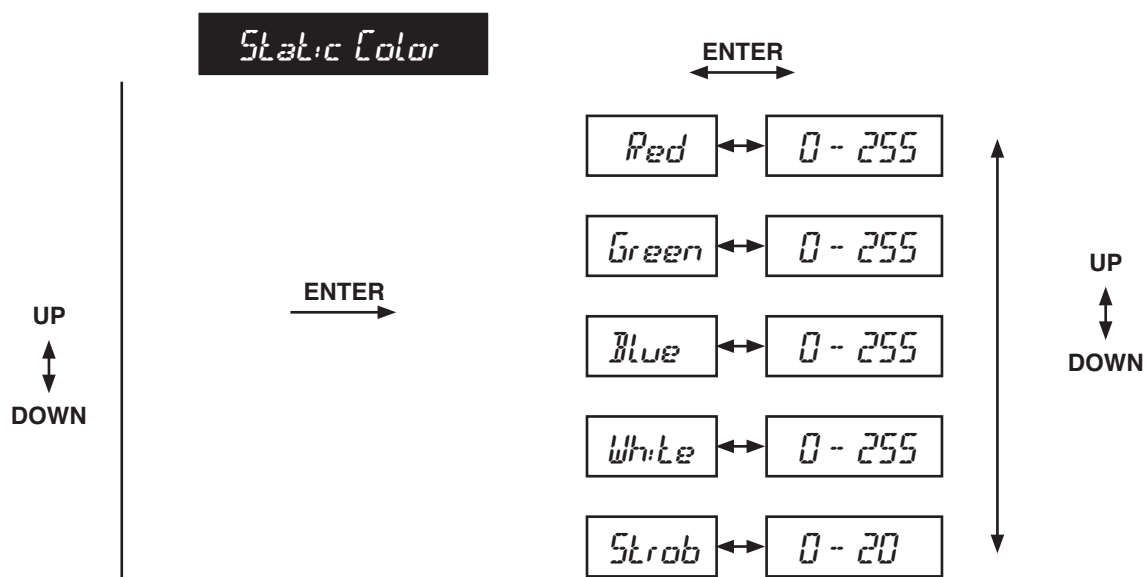 Static Color
ENTER
Red 0 - 255
Green 0 - 255
UP
ENTER
UP
Blue 0 - 255
DOWN
DOWN
White 0 - 255
Strob 0 - 20